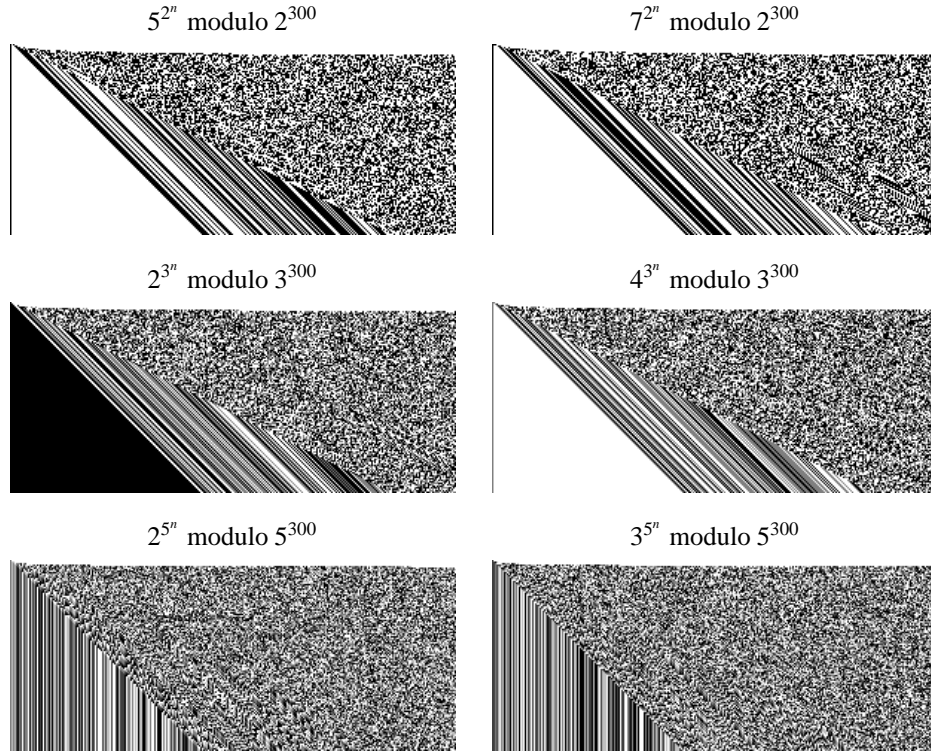 5^{2^n} modulo 2^{300}
7^{2^n} modulo 2^{300}
2^{3^n} modulo 3^{300}
4^{3^n} modulo 3^{300}
2^{5^n} modulo 5^{300}
3^{5^n} modulo 5^{300}